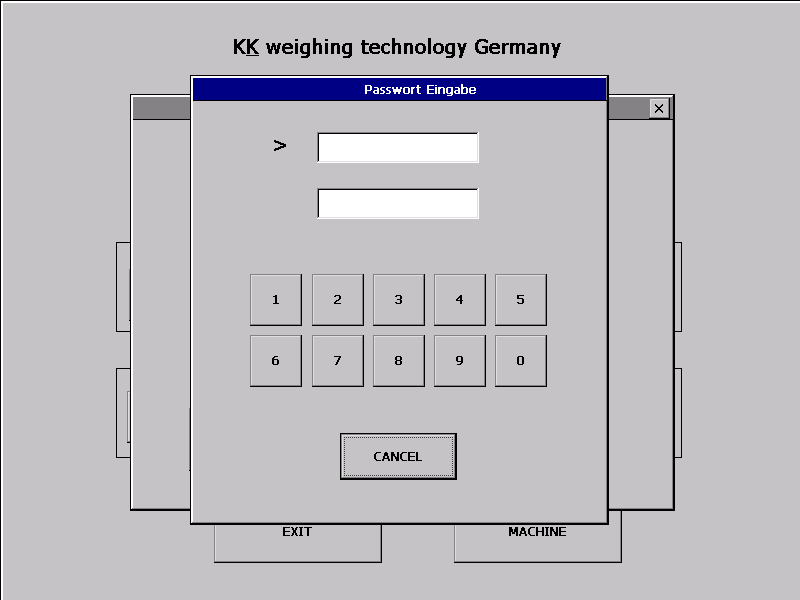 KK weighing technology Germany
Passwort Eingabe
>
1 2 3 4 5
6 7 8 9 0
CANCEL
EXIT MACHINE